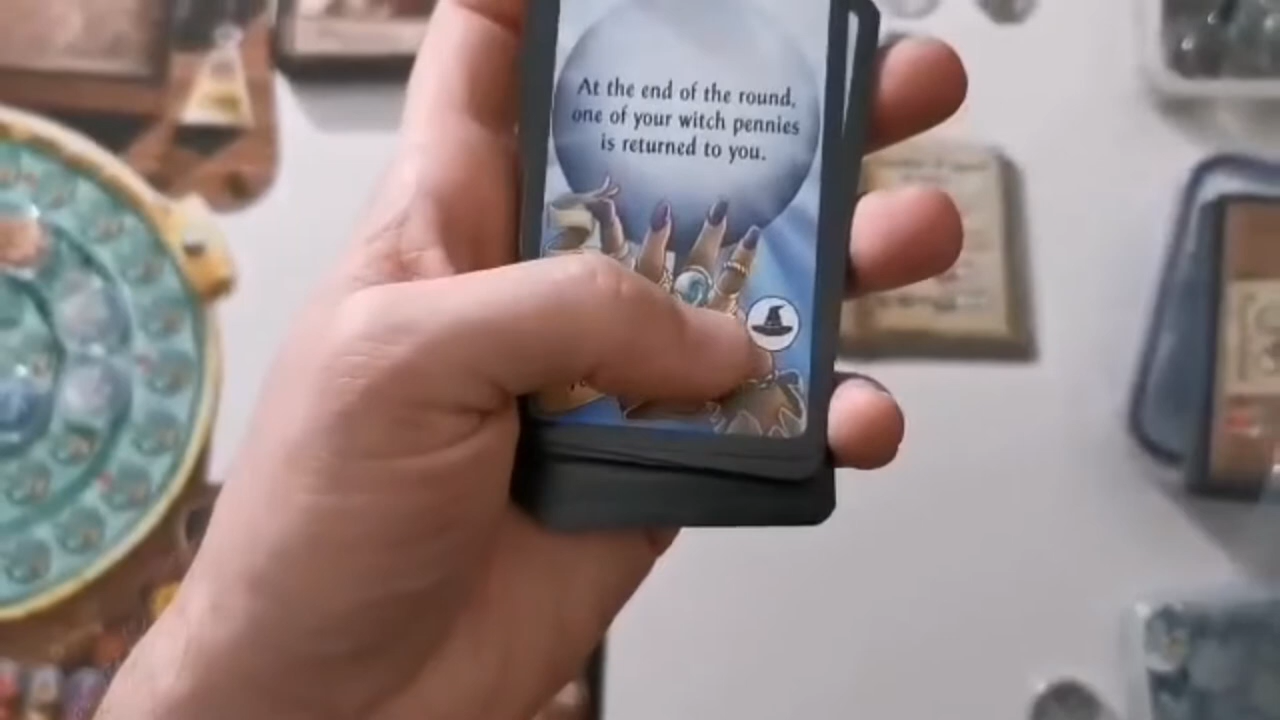 At the end of the round,
one of your witch pennies
is returned to you.